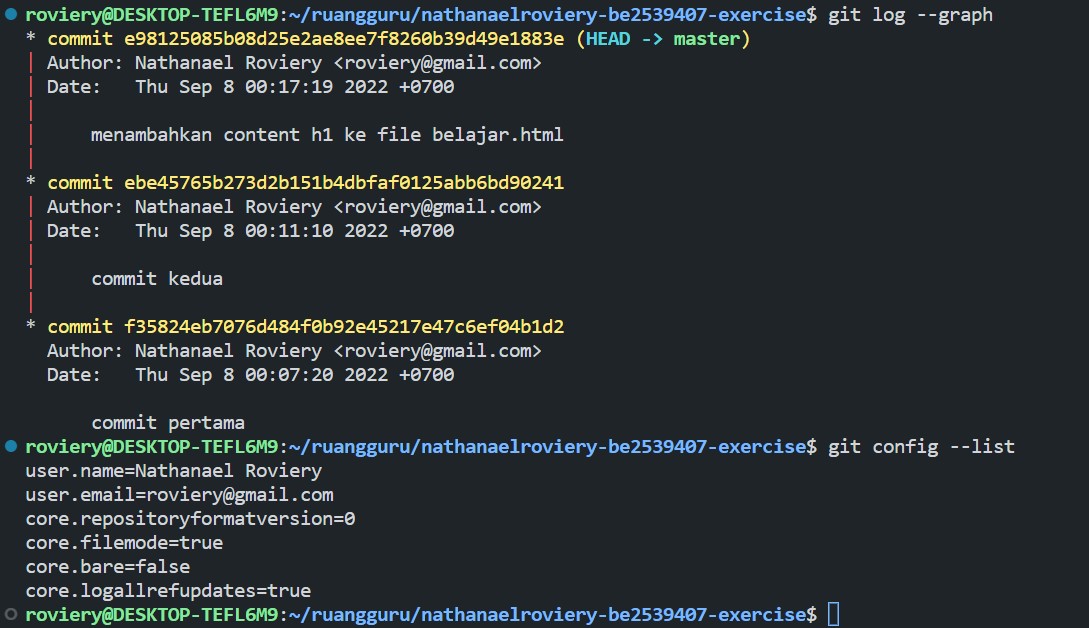 roviery@DESKTOP-TEFL6M9:~/ruangguru/nathanaelroviery-be2539407-exercise$ git log --graph
* commit e98125085b08d25e2ae8ee7f8260b39d49e1883e (HEAD -> master)
| Author: Nathanael Roviery <roviery@gmail.com>
| Date:   Thu Sep 8 00:17:19 2022 +0700
|
|     menambahkan content h1 ke file belajar.html
|
* commit ebe45765b273d2b151b4dbfaf0125abb6bd90241
| Author: Nathanael Roviery <roviery@gmail.com>
| Date:   Thu Sep 8 00:11:10 2022 +0700
|
|     commit kedua
|
* commit f35824eb7076d484f0b92e45217e47c6ef04b1d2
  Author: Nathanael Roviery <roviery@gmail.com>
  Date:   Thu Sep 8 00:07:20 2022 +0700

      commit pertama
roviery@DESKTOP-TEFL6M9:~/ruangguru/nathanaelroviery-be2539407-exercise$ git config --list
user.name=Nathanael Roviery
user.email=roviery@gmail.com
core.repositoryformatversion=0
core.filemode=true
core.bare=false
core.logallrefupdates=true
roviery@DESKTOP-TEFL6M9:~/ruangguru/nathanaelroviery-be2539407-exercise$